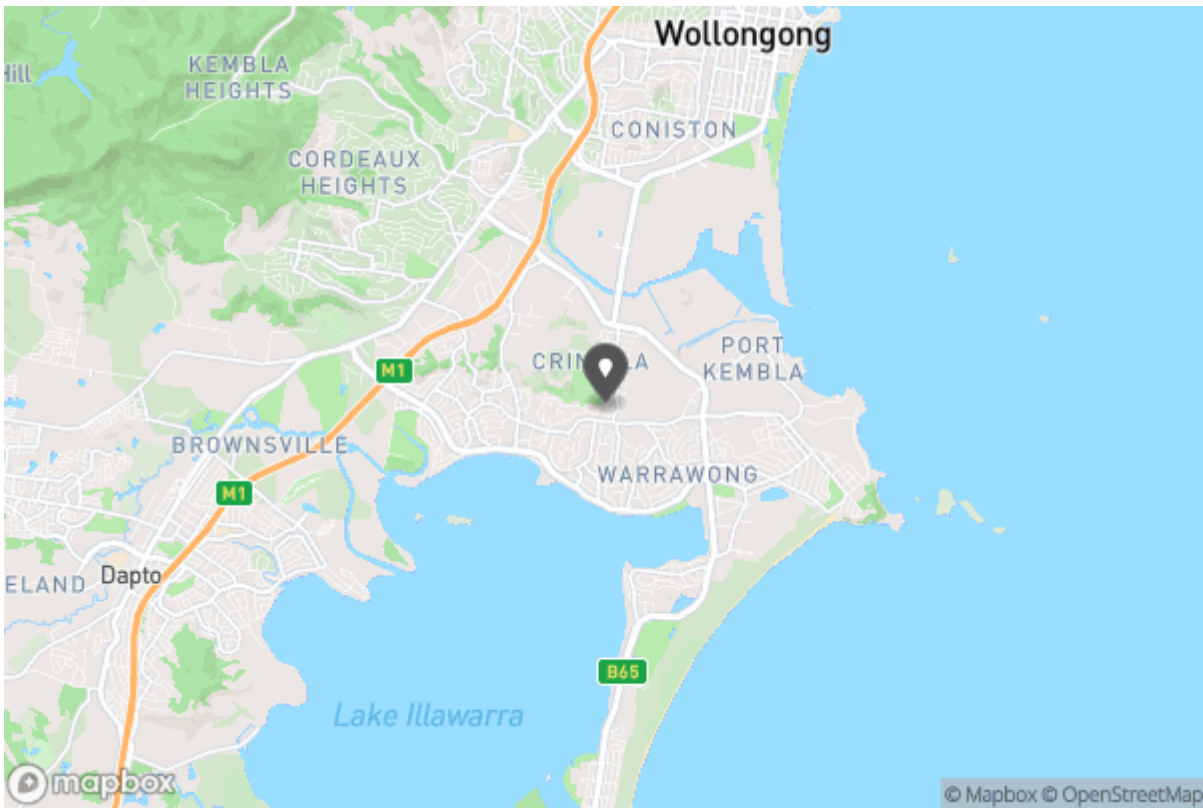 Wollongong
Hill
KEMBLA
HEIGHTS
CONISTON
CORDEAUX
HEIGHTS
PORT
KEMBLA
M1
BROWNSVILLE
WARRAWONG
M1
Dapto
ELAND
B65
Lake Illawarra
mapbox
© Mapbox © OpenStreetMap